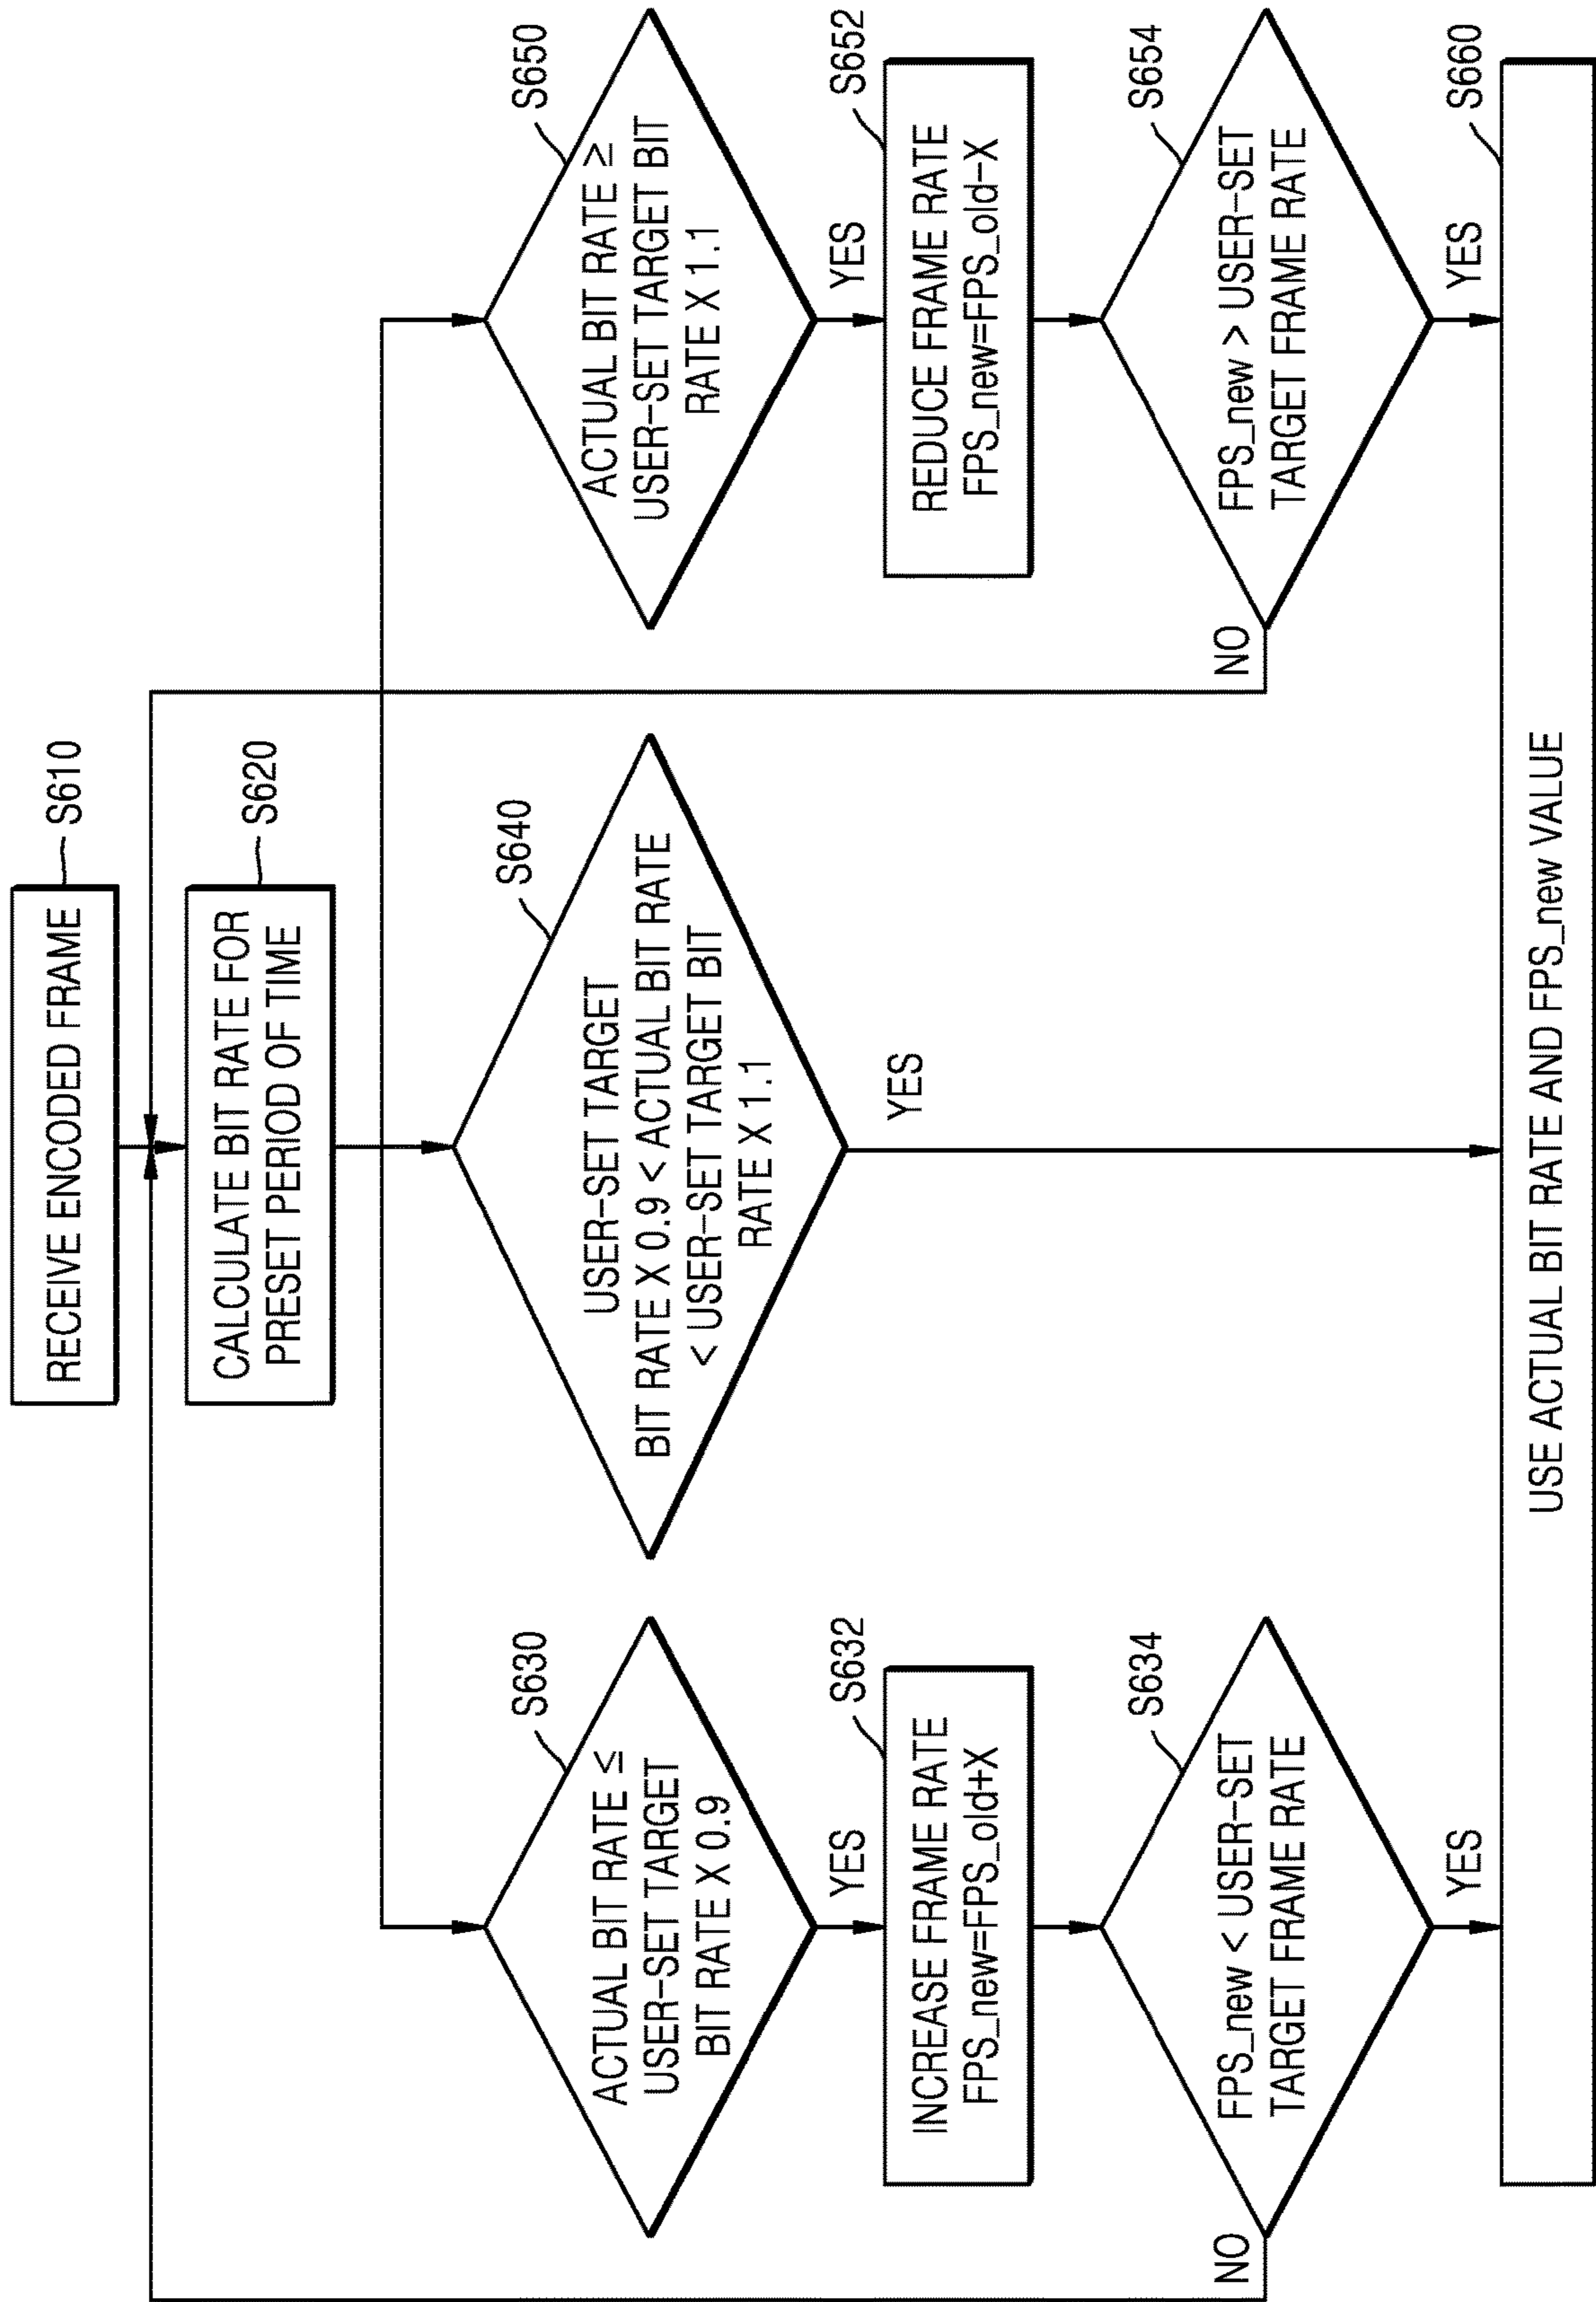 RECEIVE ENCODED FRAME
S610
CALCULATE BIT RATE FOR
PRESET PERIOD OF TIME
S620
ACTUAL BIT RATE ≤
USER-SET TARGET
BIT RATE X 0.9
S630
YES
INCREASE FRAME RATE
FPS_new=FPS_old+X
S632
FPS_new < USER-SET
TARGET FRAME RATE
S634
NO
YES
USER-SET TARGET
BIT RATE X 0.9 < ACTUAL BIT RATE
< USER-SET TARGET BIT
RATE X 1.1
S640
YES
ACTUAL BIT RATE ≥
USER-SET TARGET BIT
RATE X 1.1
S650
YES
REDUCE FRAME RATE
FPS_new=FPS_old-X
S652
FPS_new > USER-SET
TARGET FRAME RATE
S654
NO
YES
USE ACTUAL BIT RATE AND FPS_new VALUE
S660